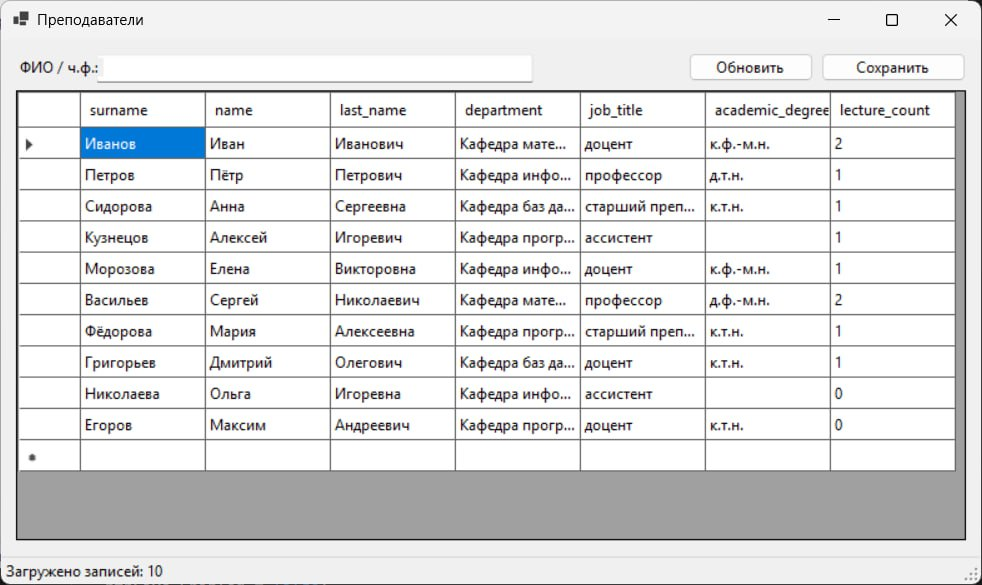 Преподаватели
ФИО / ч.ф.: Обновить Сохранить
surname name last_name department job_title academic_degree lecture_count
Иванов Иван Иванович Кафедра мате... доцент к.ф.-м.н. 2
Петров Пётр Петрович Кафедра инфо... профессор д.т.н. 1
Сидорова Анна Сергеевна Кафедра баз да... старший преп... к.т.н. 1
Кузнецов Алексей Игоревич Кафедра прогр... ассистент 1
Морозова Елена Викторовна Кафедра инфо... доцент к.ф.-м.н. 1
Васильев Сергей Николаевич Кафедра мате... профессор д.ф.-м.н. 2
Фёдорова Мария Алексеевна Кафедра прогр... старший преп... к.т.н. 1
Григорьев Дмитрий Олегович Кафедра баз да... доцент к.т.н. 1
Николаева Ольга Игоревна Кафедра инфо... ассистент 0
Егоров Максим Андреевич Кафедра прогр... доцент к.т.н. 0
Загружено записей: 10